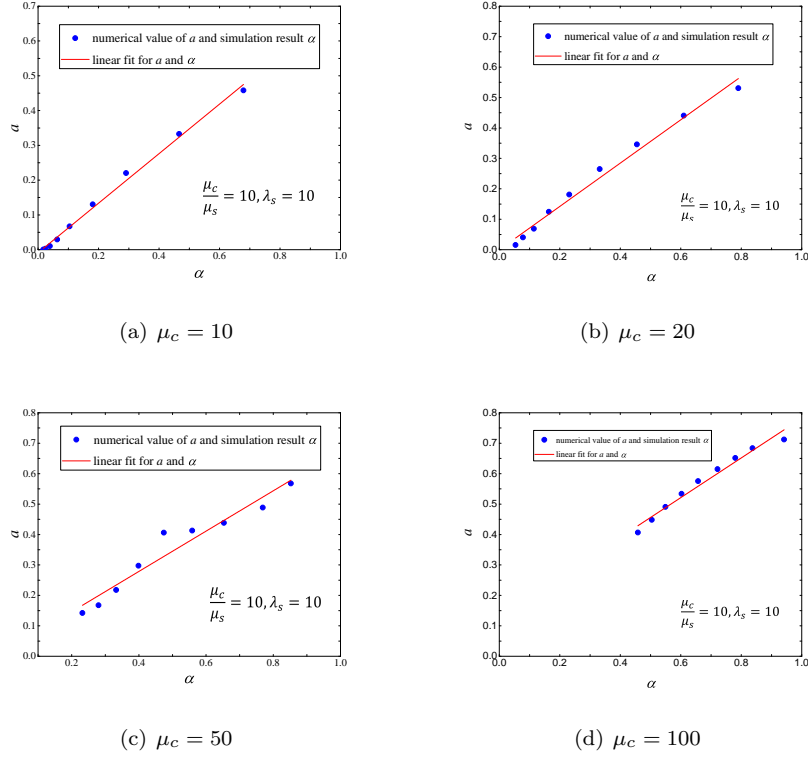 0.7
0.6
0.5
0.4
0.3
0.2
0.1
0.0
a
numerical value of a and simulation result α
linear fit for a and α
μc/μs = 10, λs = 10
0.0 0.2 0.4 0.6 0.8 1.0
α
(a) μc = 10
0.7
0.6
0.5
0.4
0.3
0.2
0.1
0.0
a
numerical value of a and simulation result α
linear fit for a and α
μc/μs = 10, λs = 10
0.0 0.2 0.4 0.6 0.8 1.0
α
(b) μc = 20
0.8
0.7
0.6
0.5
0.4
0.3
0.2
0.1
0.0
a
numerical value of a and simulation result α
linear fit for a and α
μc/μs = 10, λs = 10
0.2 0.4 0.6 0.8 1.0
α
(c) μc = 50
0.8
0.7
0.6
0.5
0.4
0.3
0.2
0.1
0.0
a
numerical value of a and simulation result α
linear fit for a and α
μc/μs = 10, λs = 10
0.0 0.2 0.4 0.6 0.8 1.0
α
(d) μc = 100